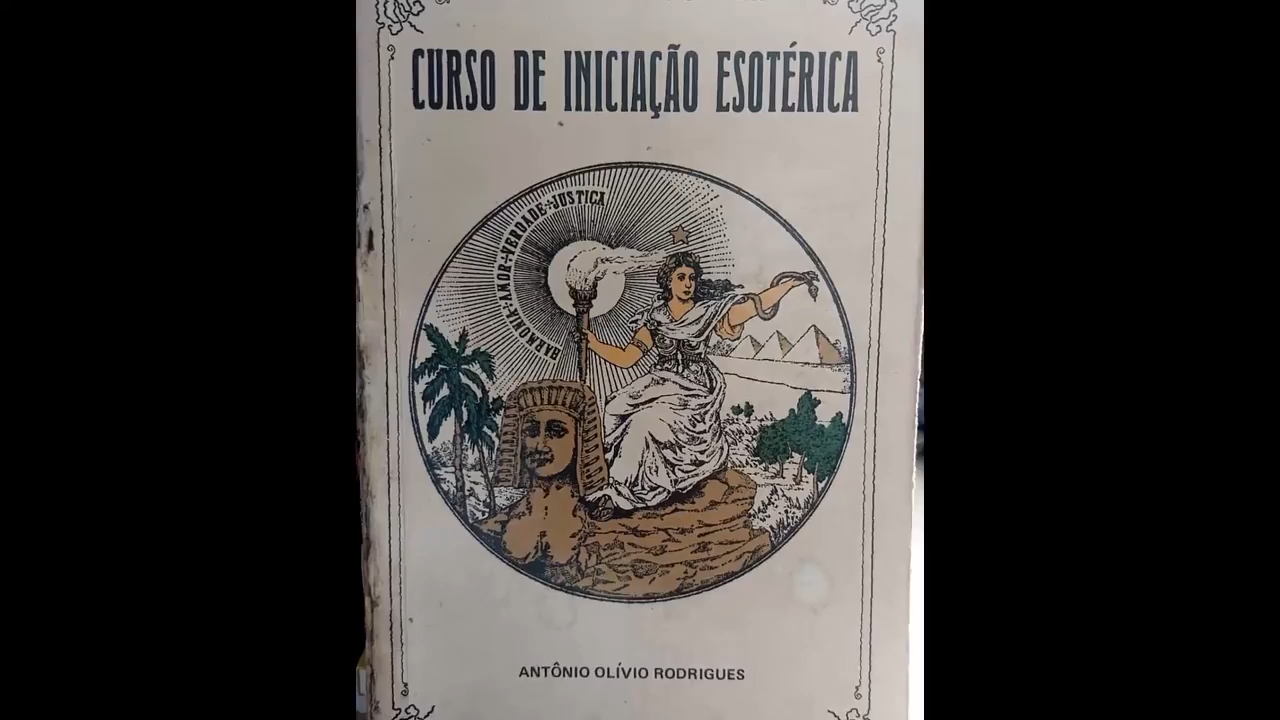 CURSO DE INICIAÇÃO ESOTÉRICA
HARMONIA + AMOR + VERDADE + JUSTIÇA
ANTÔNIO OLÍVIO RODRIGUES